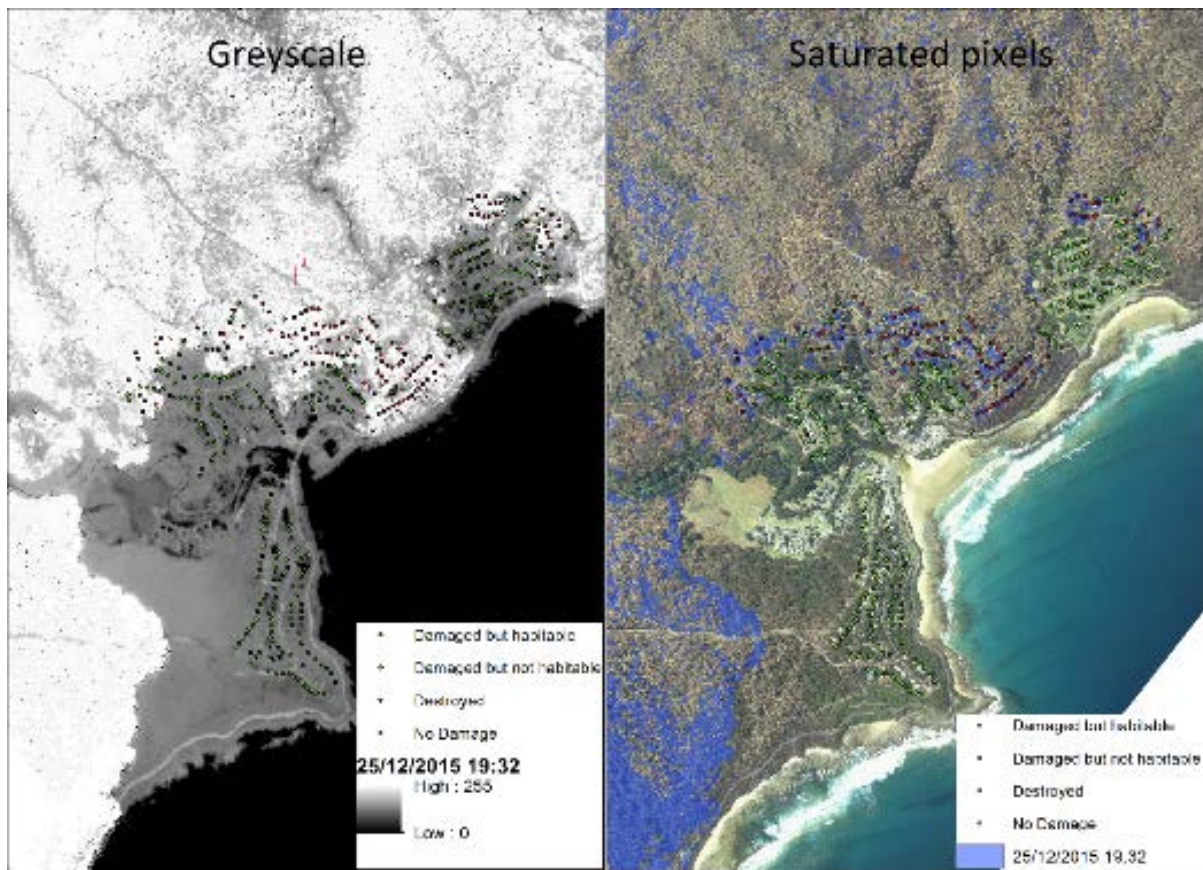 Greyscale
Saturated pixels
Damaged but habitable
Damaged but not habitable
Destroyed
No Damage
25/12/2015 19:32
High : 255
Low : 0
Damaged but habitable
Damaged but not habitable
Destroyed
No Damage
25/12/2015 19:32